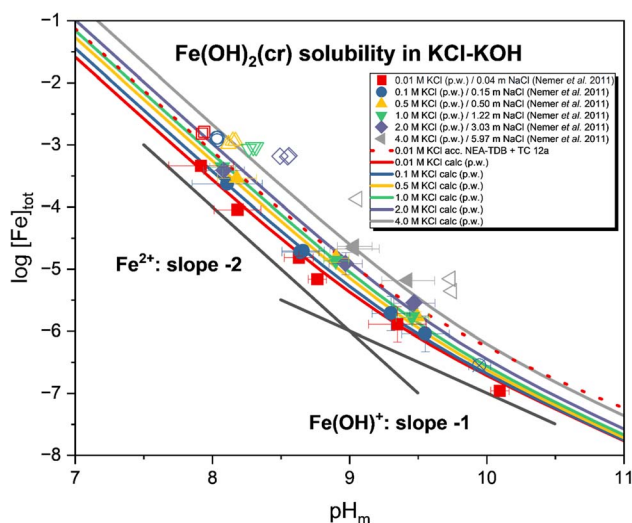 Fe(OH)₂(cr) solubility in KCl-KOH
0.01 M KCl (p.w.) / 0.04 m NaCl (Nemer et al. 2011)
0.1 M KCl (p.w.) / 0.15 m NaCl (Nemer et al. 2011)
0.5 M KCl (p.w.) / 0.50 m NaCl (Nemer et al. 2011)
1.0 M KCl (p.w.) / 1.22 m NaCl (Nemer et al. 2011)
2.0 M KCl (p.w.) / 3.03 m NaCl (Nemer et al. 2011)
4.0 M KCl (p.w.) / 5.97 m NaCl (Nemer et al. 2011)
0.01 M KCl acc. NEA-TDB + TC 12a
0.01 M KCl calc (p.w.)
0.1 M KCl calc (p.w.)
0.5 M KCl calc (p.w.)
1.0 M KCl calc (p.w.)
2.0 M KCl calc (p.w.)
4.0 M KCl calc (p.w.)
log [Fe]tot
−1
−2
−3
−4
−5
−6
−7
−8
Fe²⁺: slope -2
Fe(OH)⁺: slope -1
7 8 9 10 11
pHₘ